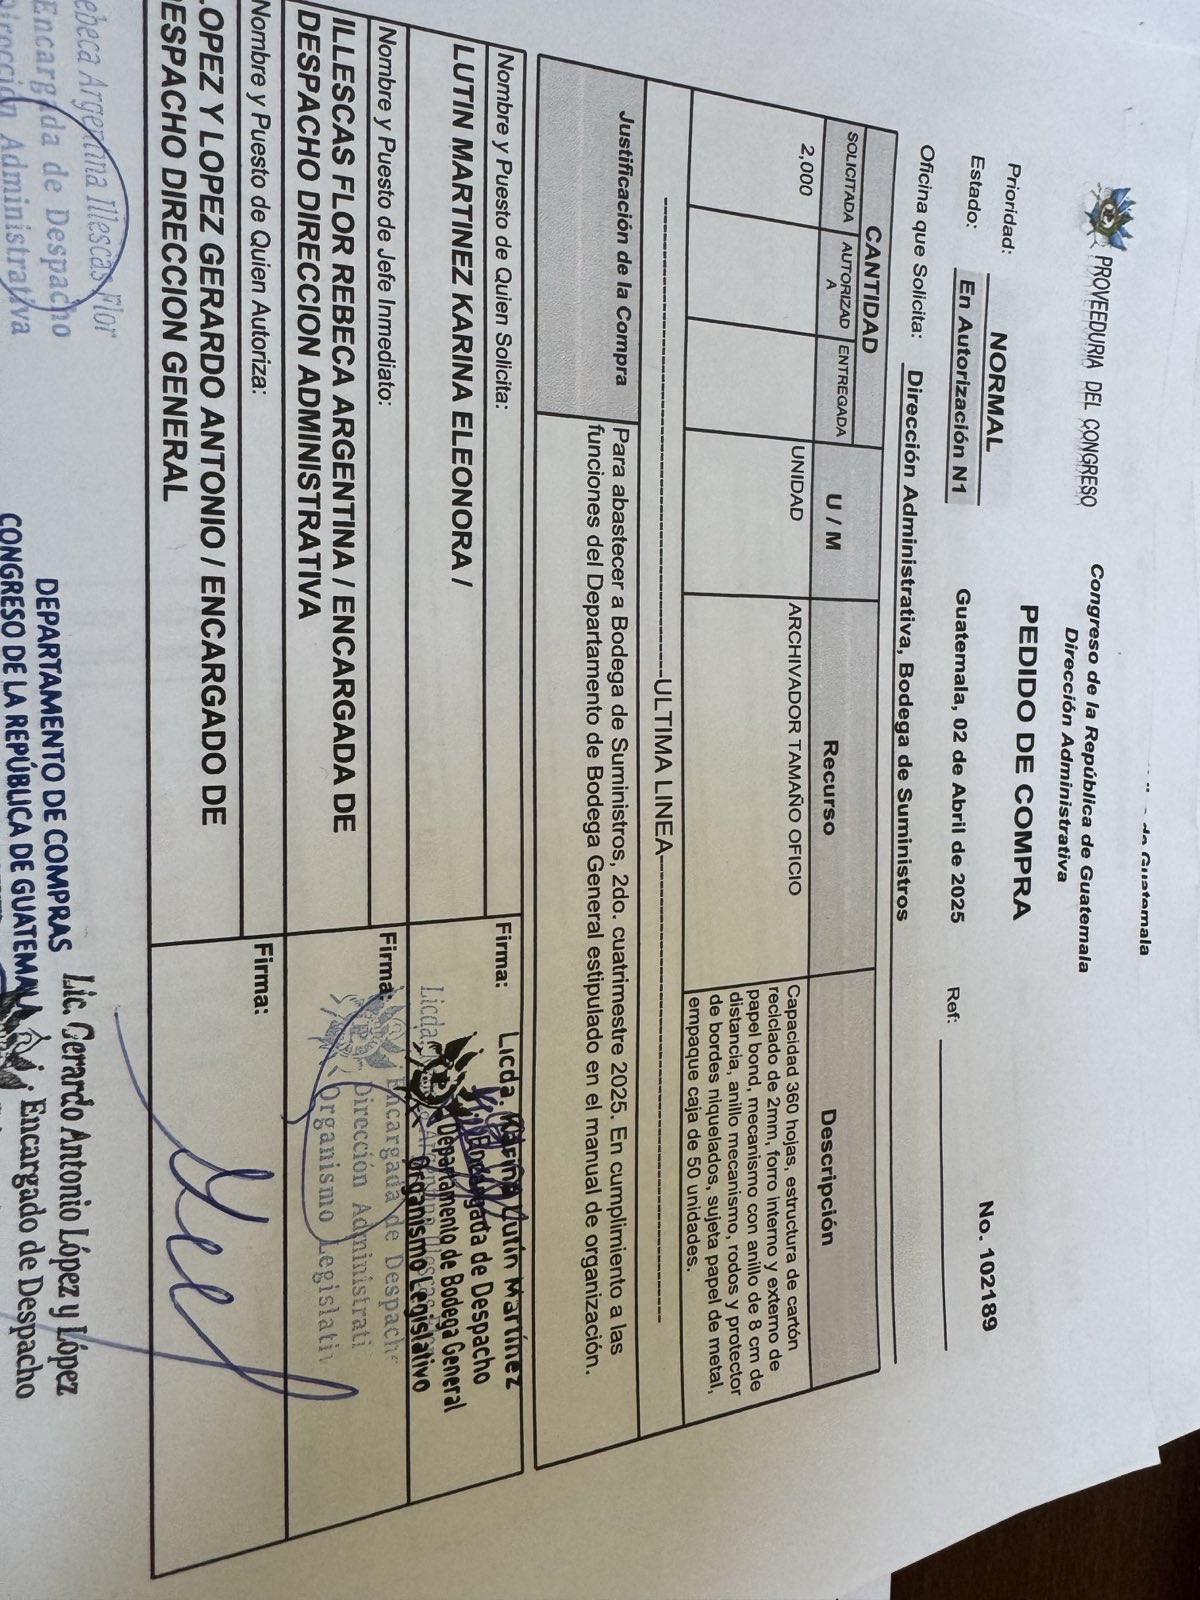 de Guatemala
PROVEEDURIA DEL CONGRESO
Congreso de la República de Guatemala
Dirección Administrativa
PEDIDO DE COMPRA
No. 102189
Prioridad: NORMAL
Estado: En Autorización N1
Guatemala, 02 de Abril de 2025
Ref:
Oficina que Solicita: Dirección Administrativa, Bodega de Suministros
CANTIDAD
U / M
Recurso
Descripción
SOLICITADA
AUTORIZAD
A
ENTREGADA
2,000
UNIDAD
ARCHIVADOR TAMAÑO OFICIO
Capacidad 360 hojas, estructura de cartón
reciclado de 2mm, forro interno y externo de
papel bond, mecanismo con anillo de 8 cm de
distancia, anillo mecanismo, rodos y protector
de bordes niquelados, sujeta papel de metal,
empaque caja de 50 unidades.
ULTIMA LINEA
Justificación de la Compra
Para abastecer a Bodega de Suministros, 2do. cuatrimestre 2025. En cumplimiento a las
funciones del Departamento de Bodega General estipulado en el manual de organización.
Nombre y Puesto de Quien Solicita:
LUTIN MARTINEZ KARINA ELEONORA /
Firma:
Licda. Karina Lutín Martínez
Encargada de Despacho
Departamento de Bodega General
Organismo Legislativo
Nombre y Puesto de Jefe Inmediato:
ILLESCAS FLOR REBECA ARGENTINA / ENCARGADA DE
DESPACHO DIRECCION ADMINISTRATIVA
Firma:
Licda.
Encargada de Despach
Dirección Administrati
Organismo Legislativ
Nombre y Puesto de Quien Autoriza:
LOPEZ Y LOPEZ GERARDO ANTONIO / ENCARGADO DE
DESPACHO DIRECCION GENERAL
Firma:
ebeca Argentina Illescas Flor
Encargada de Despacho
Dirección Administrativa
DEPARTAMENTO DE COMPRAS
CONGRESO DE LA REPÚBLICA DE GUATEMALA
Lic. Gerardo Antonio López y López
Encargado de Despacho